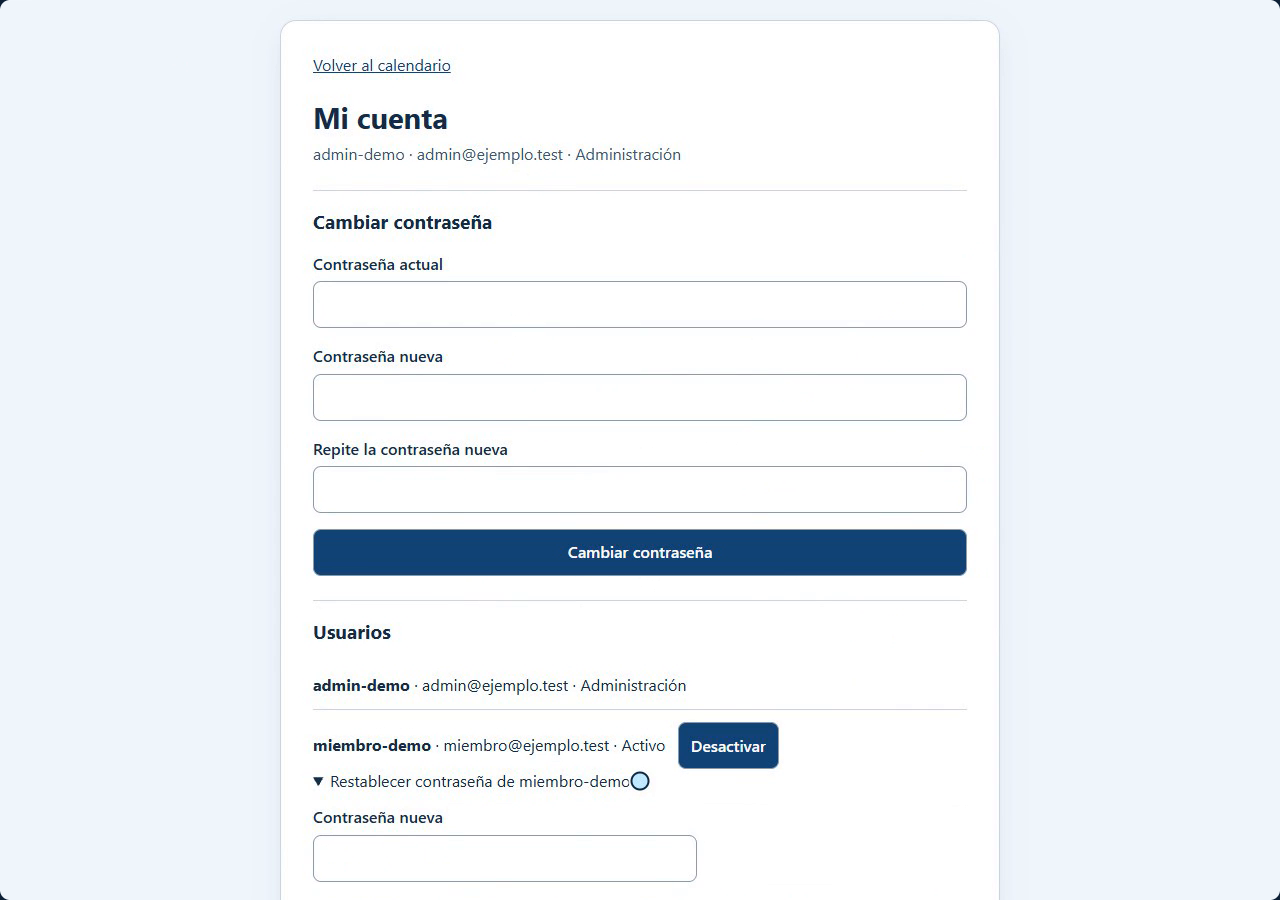 Volver al calendario
Mi cuenta
admin-demo · admin@ejemplo.test · Administración
Cambiar contraseña
Contraseña actual
Contraseña nueva
Repite la contraseña nueva
Cambiar contraseña
Usuarios
admin-demo · admin@ejemplo.test · Administración
miembro-demo · miembro@ejemplo.test · Activo Desactivar
▼ Restablecer contraseña de miembro-demo
Contraseña nueva